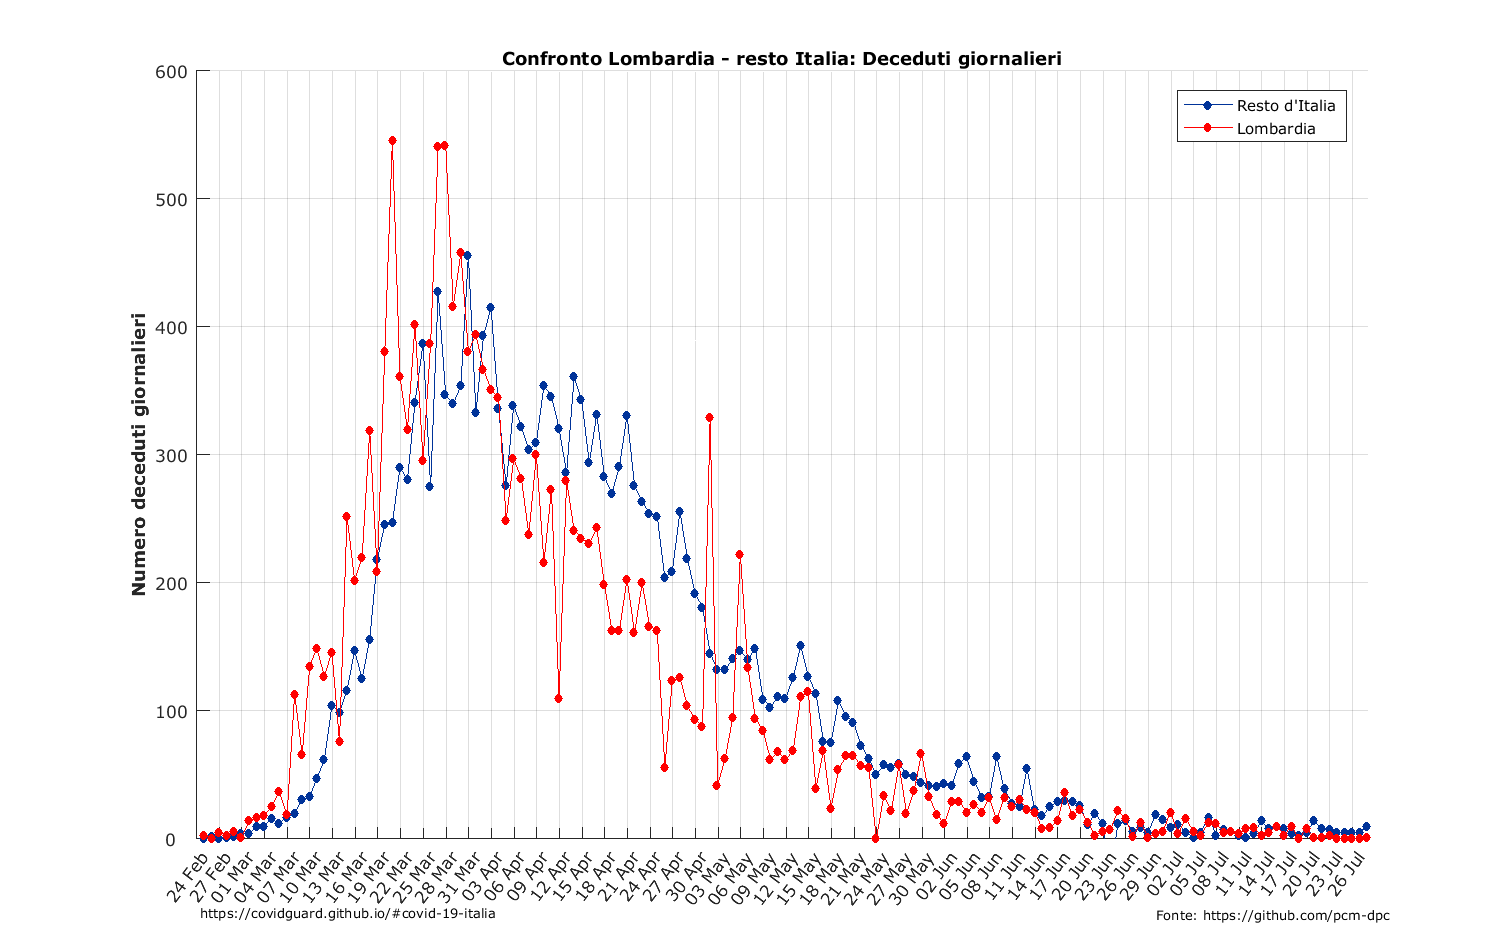 Confronto Lombardia - resto Italia: Deceduti giornalieri
Resto d'Italia
Lombardia
Numero deceduti giornalieri
600
500
400
300
200
100
0
24 Feb
27 Feb
01 Mar
04 Mar
07 Mar
10 Mar
13 Mar
16 Mar
19 Mar
22 Mar
25 Mar
28 Mar
31 Mar
03 Apr
06 Apr
09 Apr
12 Apr
15 Apr
18 Apr
21 Apr
24 Apr
27 Apr
30 Apr
03 May
06 May
09 May
12 May
15 May
18 May
21 May
24 May
27 May
30 May
02 Jun
05 Jun
08 Jun
11 Jun
14 Jun
17 Jun
20 Jun
23 Jun
26 Jun
29 Jun
02 Jul
05 Jul
08 Jul
11 Jul
14 Jul
17 Jul
20 Jul
23 Jul
26 Jul
https://covidguard.github.io/#covid-19-italia
Fonte: https://github.com/pcm-dpc